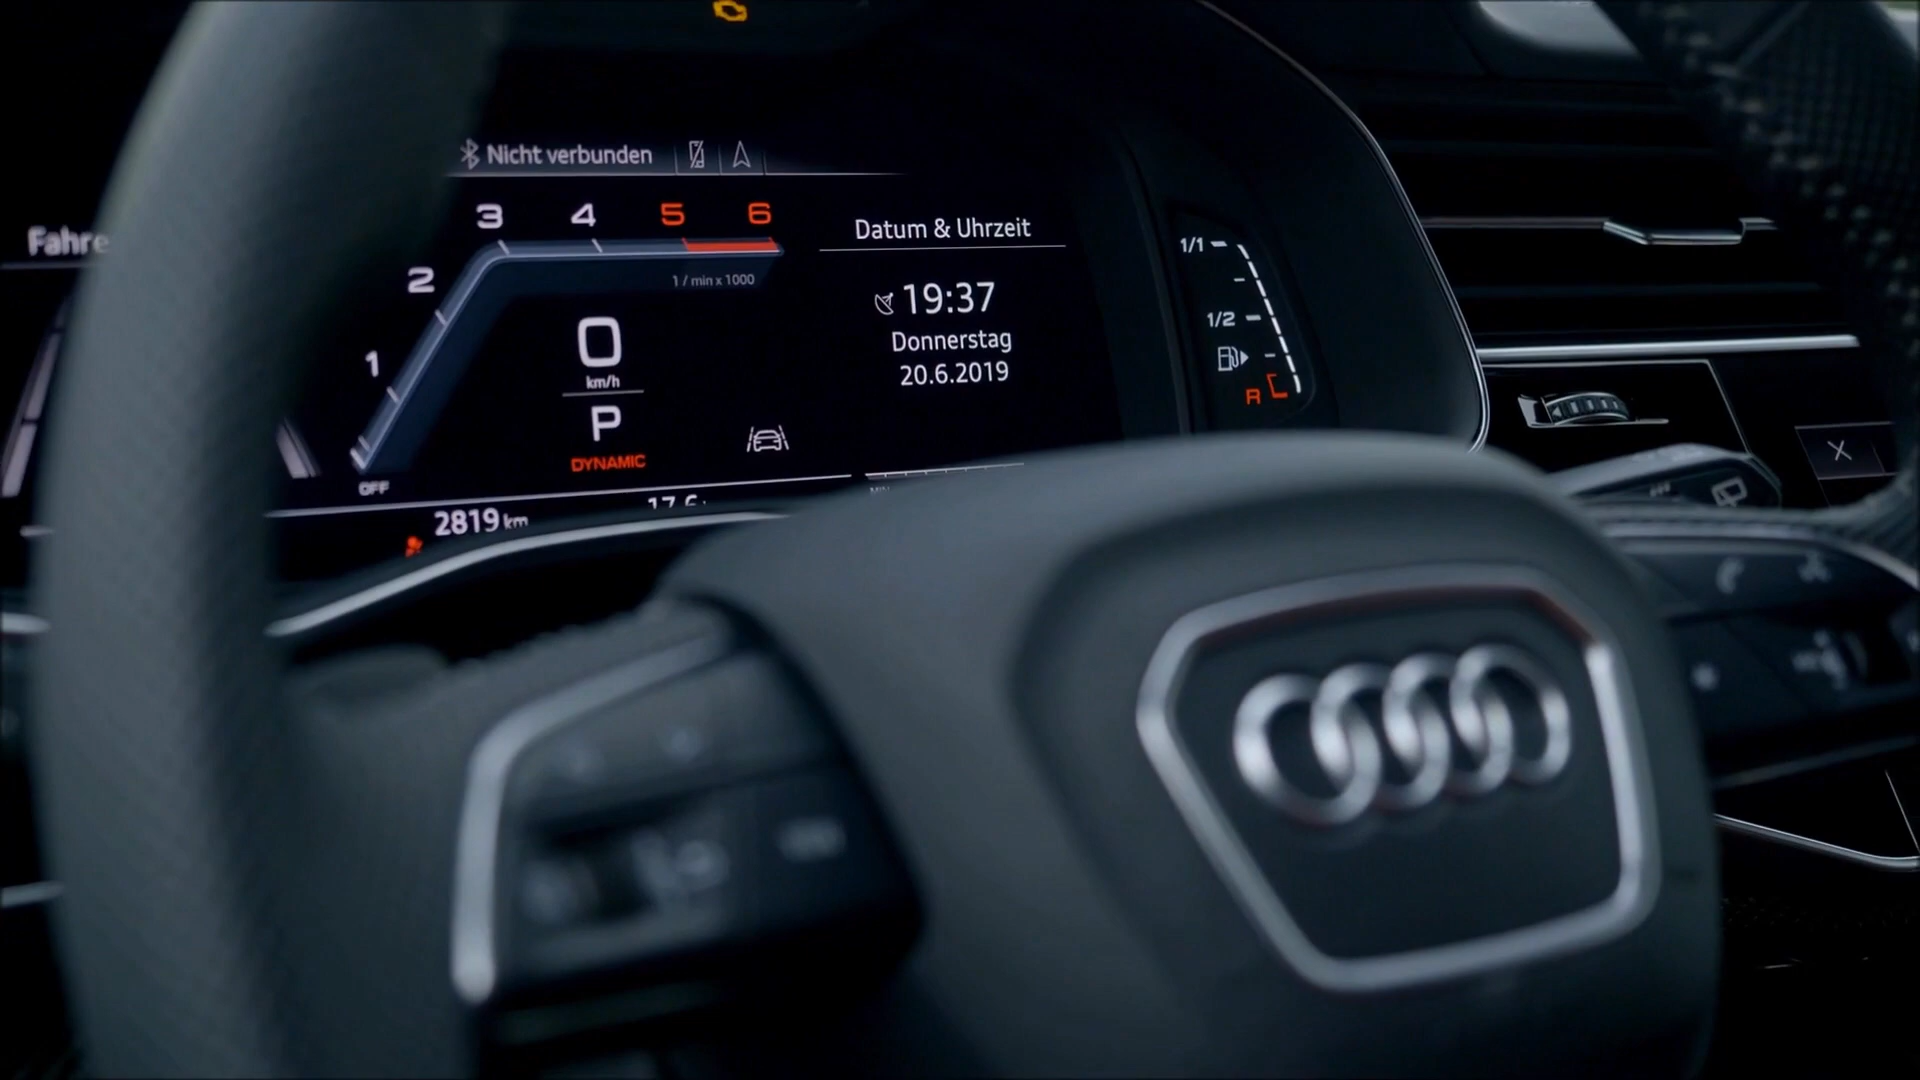 Nicht verbunden
Fahre
3 4 5 6
2
1
1 / min x 1000
0
km/h
P
DYNAMIC
OFF
2819 km
Datum & Uhrzeit
19:37
Donnerstag
20.6.2019
1/1
1/2
R